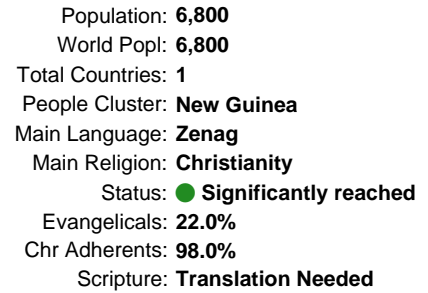 Population: 6,800
World Popl: 6,800
Total Countries: 1
People Cluster: New Guinea
Main Language: Zenag
Main Religion: Christianity
Status: Significantly reached
Evangelicals: 22.0%
Chr Adherents: 98.0%
Scripture: Translation Needed